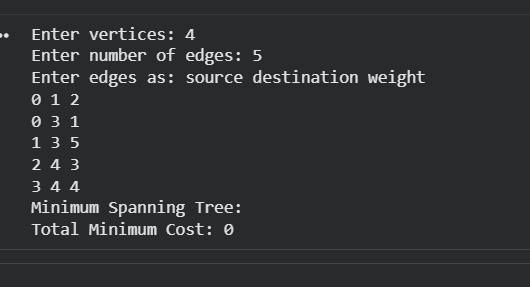 Enter vertices: 4
Enter number of edges: 5
Enter edges as: source destination weight
0 1 2
0 3 1
1 3 5
2 4 3
3 4 4
Minimum Spanning Tree:
Total Minimum Cost: 0